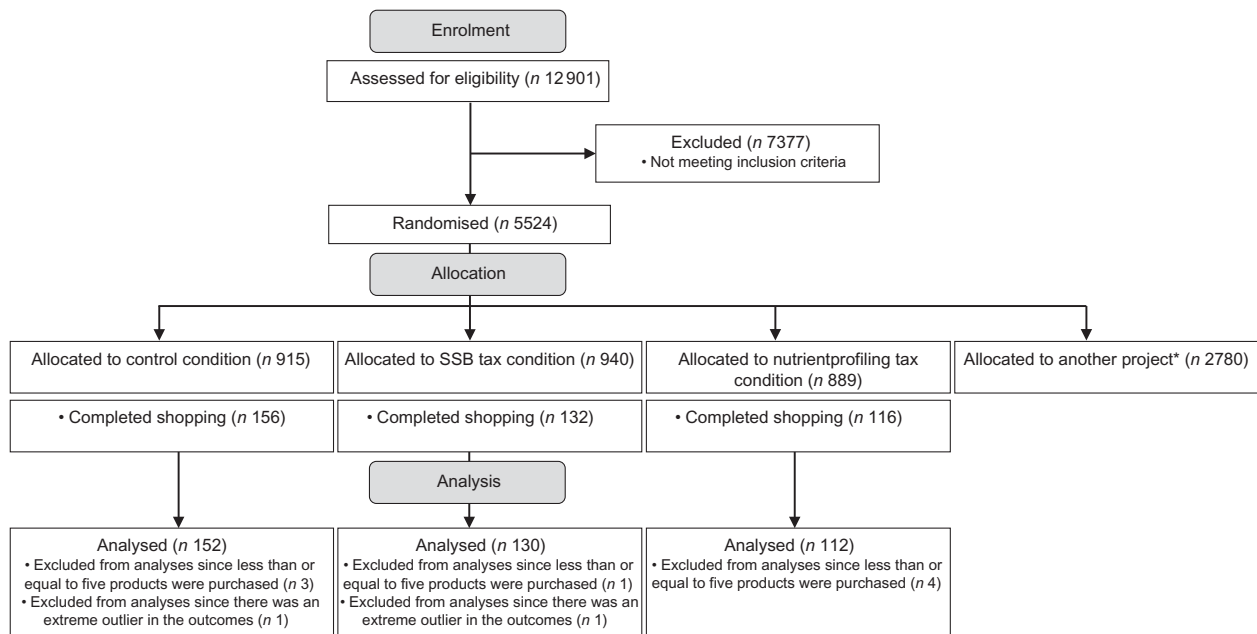 Enrolment
Assessed for eligibility (n 12 901)
Excluded (n 7377)
• Not meeting inclusion criteria
Randomised (n 5524)
Allocation
Allocated to control condition (n 915)
Allocated to SSB tax condition (n 940)
Allocated to nutrientprofiling tax
condition (n 889)
Allocated to another project* (n 2780)
• Completed shopping (n 156)
• Completed shopping (n 132)
• Completed shopping (n 116)
Analysis
Analysed (n 152)
• Excluded from analyses since less than or
equal to five products were purchased (n 3)
• Excluded from analyses since there was an
extreme outlier in the outcomes (n 1)
Analysed (n 130)
• Excluded from analyses since less than or
equal to five products were purchased (n 1)
• Excluded from analyses since there was an
extreme outlier in the outcomes (n 1)
Analysed (n 112)
• Excluded from analyses since less than or
equal to five products were purchased (n 4)